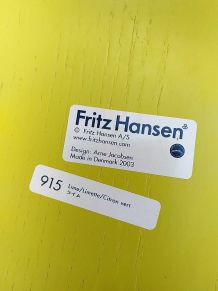 Fritz Hansen®
© Fritz Hansen A/S
www.fritzhansen.com
Design: Arne Jacobsen
Made in Denmark 2003
915 Lime/Limette/Citron vert
ライム